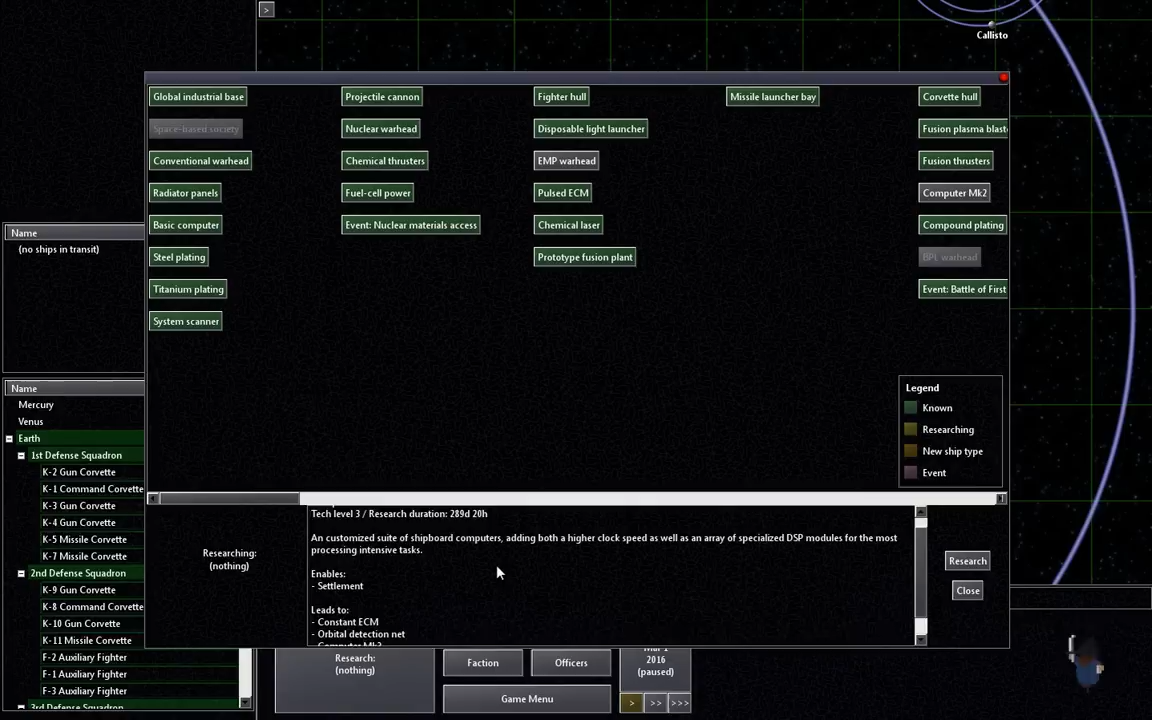 >
Callisto
Global industrial base
Projectile cannon
Fighter hull
Missile launcher bay
Corvette hull
Space-based society
Nuclear warhead
Disposable light launcher
Fusion plasma blast
Conventional warhead
Chemical thrusters
EMP warhead
Fusion thrusters
Radiator panels
Fuel-cell power
Pulsed ECM
Computer Mk2
Basic computer
Event: Nuclear materials access
Chemical laser
Compound plating
Steel plating
Prototype fusion plant
BPL warhead
Titanium plating
Event: Battle of First
System scanner
Name
(no ships in transit)
Legend
Known
Researching
New ship type
Event
Name
Mercury
Venus
Earth
1st Defense Squadron
K-2 Gun Corvette
K-1 Command Corvette
K-3 Gun Corvette
K-4 Gun Corvette
K-5 Missile Corvette
K-7 Missile Corvette
2nd Defense Squadron
K-9 Gun Corvette
K-8 Command Corvette
K-10 Gun Corvette
K-11 Missile Corvette
F-2 Auxiliary Fighter
F-1 Auxiliary Fighter
F-3 Auxiliary Fighter
3rd Defense Squadron
Researching:
(nothing)
Tech level 3 / Research duration: 289d 20h
An customized suite of shipboard computers, adding both a higher clock speed as well as an array of specialized DSP modules for the most
processing intensive tasks.
Enables:
- Settlement
Leads to:
- Constant ECM
- Orbital detection net
- Computer Mk3
Research
Close
Research:
(nothing)
Faction
Officers
Game Menu
Mar 1
2016
(paused)
>
>>
>>>